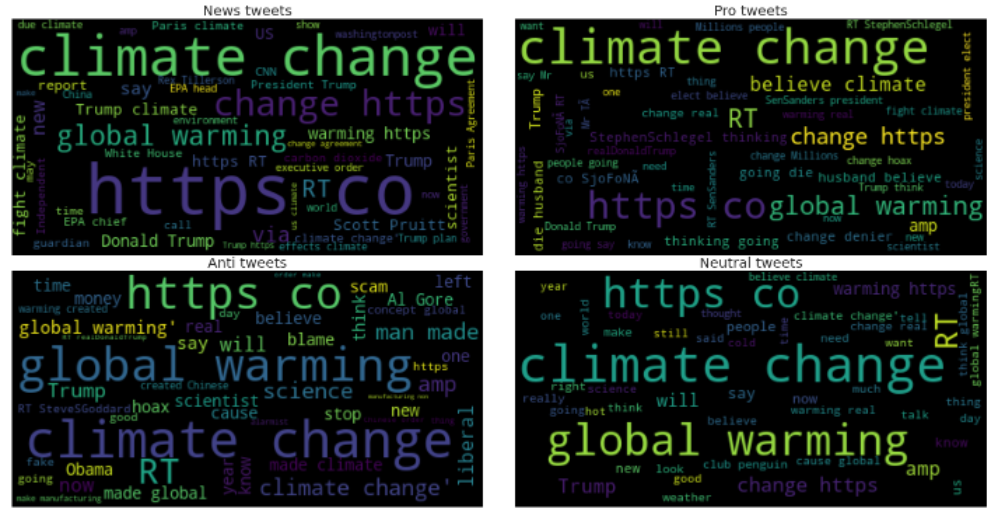 News tweets
due climate
amp
Paris climate
show
us
washingtonpost
will
climate change
report
China
say
Rex Tillerson
EPA head
CNN
President Trump
new
Trump climate
change https
environment
global warming
warming https
change agreement
Paris Agreement
fight climate
may
Independent
White House
https RT
carbon dioxide
executive order
Trump
scientist
https co
RT
world
us climate
now
time
EPA chief
call
via
Scott Pruitt
government
guardian
Donald Trump
Trump https
climate change'
Trump plan
effects climate
Pro tweets
want
will
Millions people
RT StephenSchlegel
climate change
say Mr
us
https RT
thing
believe climate
president elect
Trump
one
elect believe
SenSanders president
via
change real
RT
warming real
fight climate
StephenSchlegel thinking
change https
realDonaldTrump
people going
need
change Millions
change hoax
science
warming https
co SjoFoNÃ
going die
husband believe
time
RT SenSanders
Trump think
today
die husband
https co
global warming
Donald Trump
now
amp
going say
know
thinking going
change denier
new
scientist
Anti tweets
order make
time
https co
scam
left
money
think
Al Gore
warming created
day
concept global
global warming'
real
believe
man made
RT realDonaldTrump
say
will
blame
global warming
one
https
Trump
created Chinese
science
amp
manufacturing non
RT SteveSGoddard
hoax
scientist
cause
stop
new
good
climate change
alarmist
liberal
fake
going
Obama
RT
year
know
made climate
now
made global
climate change'
make manufacturing
Neutral tweets
believe climate
year
https co
warming https
one
world
today
thought
time
climate change'
tell
make
still
said
cold
people
need
change real
want
RT
think global
global warmingRT
climate change
right
science
say
now
much
really
will
thing
going
hot
think
warming real
talk
day
believe
global warming
know
new
look
club penguin
cause global
amp
good
us
Trump
weather
change https